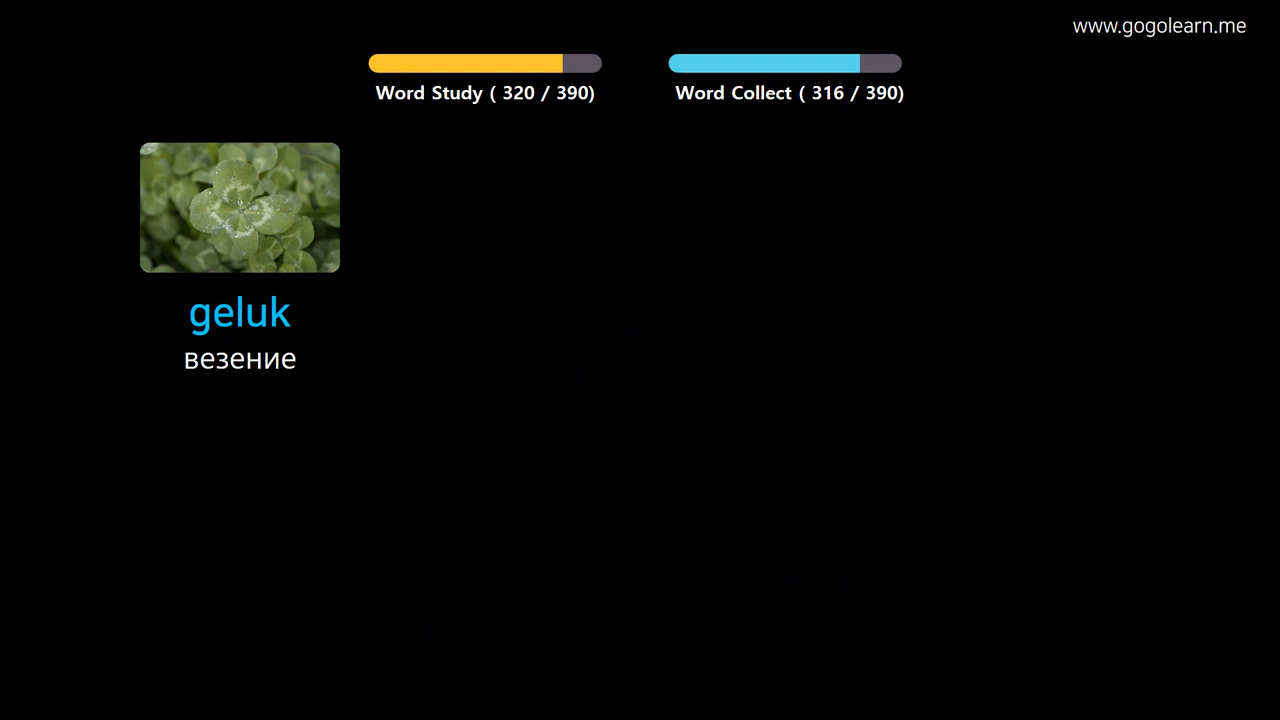 www.gogolearn.me
Word Study ( 320 / 390)
Word Collect ( 316 / 390)
geluk
везение